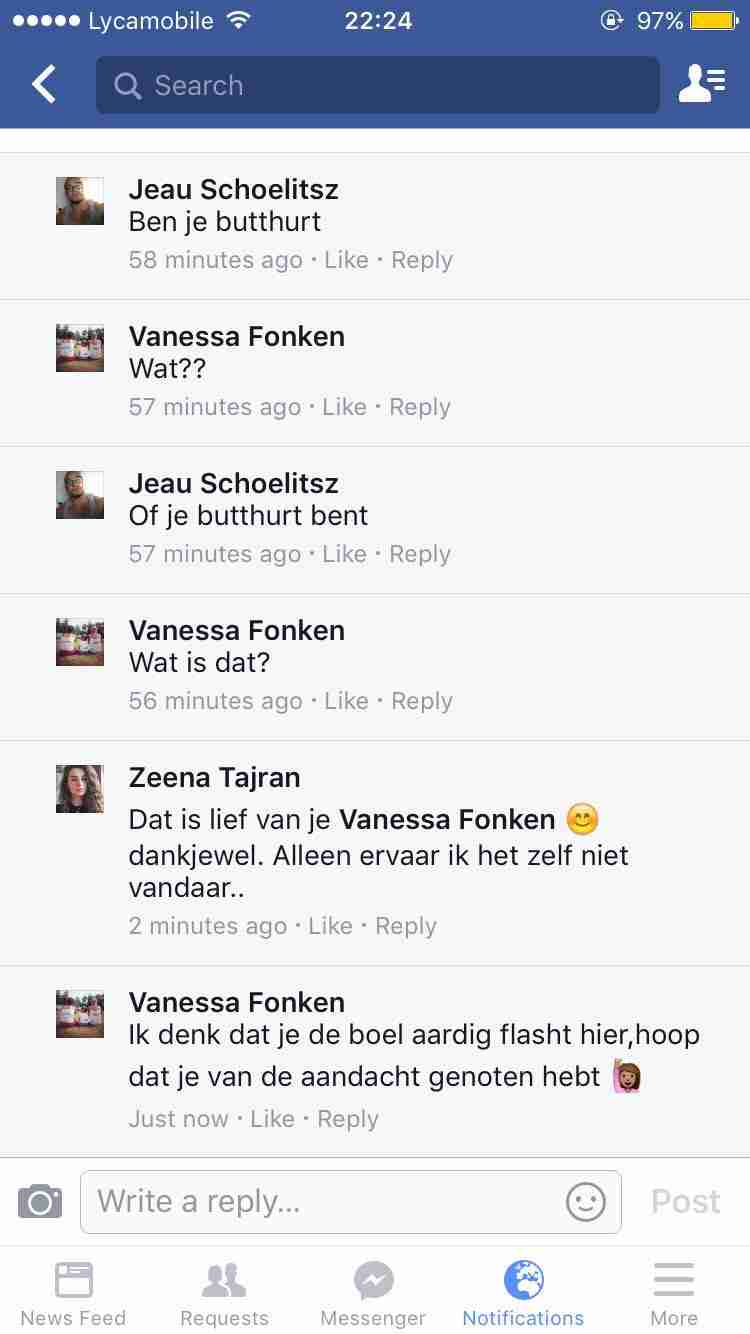 Lycamobile 22:24 97%
Search
Jeau Schoelitsz
Ben je butthurt
58 minutes ago · Like · Reply
Vanessa Fonken
Wat??
57 minutes ago · Like · Reply
Jeau Schoelitsz
Of je butthurt bent
57 minutes ago · Like · Reply
Vanessa Fonken
Wat is dat?
56 minutes ago · Like · Reply
Zeena Tajran
Dat is lief van je Vanessa Fonken 😊
dankjewel. Alleen ervaar ik het zelf niet
vandaar..
2 minutes ago · Like · Reply
Vanessa Fonken
Ik denk dat je de boel aardig flasht hier,hoop
dat je van de aandacht genoten hebt 🙋🏽
Just now · Like · Reply
Write a reply... Post
News Feed Requests Messenger Notifications More